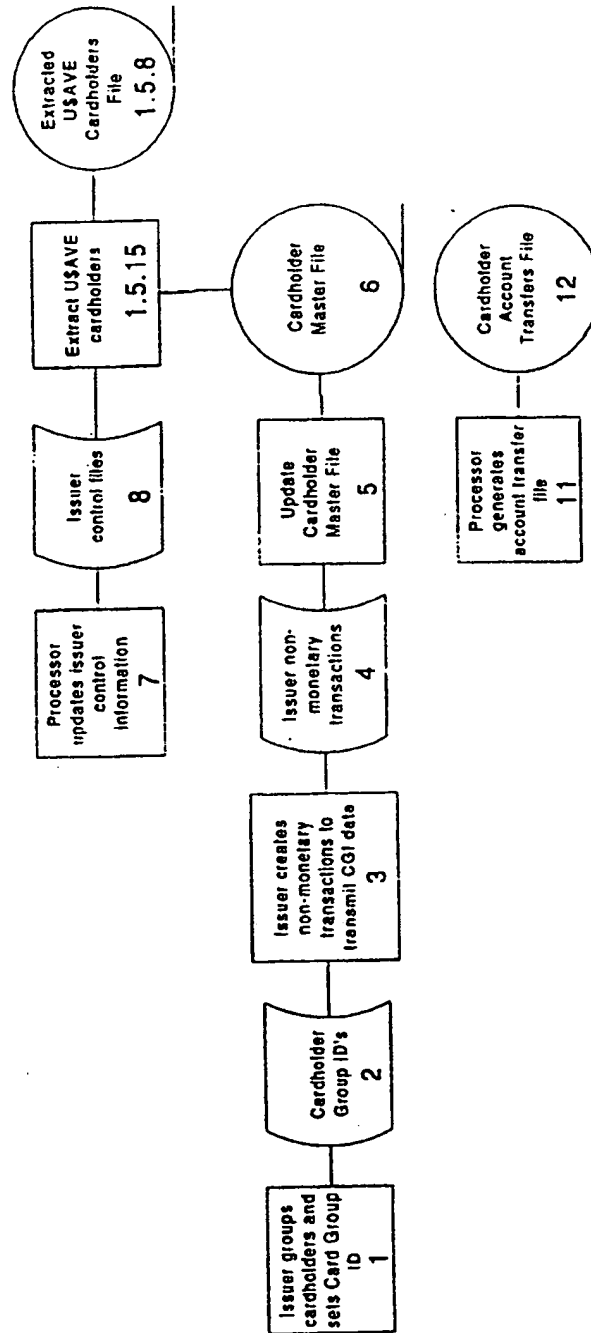 Processor
updates issuer
control
information
7
Issuer
control files
8
Extract U$AVE
cardholders
1.5.15
Extracted
U$AVE
Cardholders
File
1.5.8
Issuer groups
cardholders and
sets Card Group
ID
1
Cardholder
Group ID's
2
Issuer creates
non-monetary
transactions to
transmit CGI data
3
Issuer non-
monetary
transactions
4
Update
Cardholder
Master File
5
Cardholder
Master File
6
Processor
generates
account transfer
file
11
Cardholder
Account
Transfers File
12